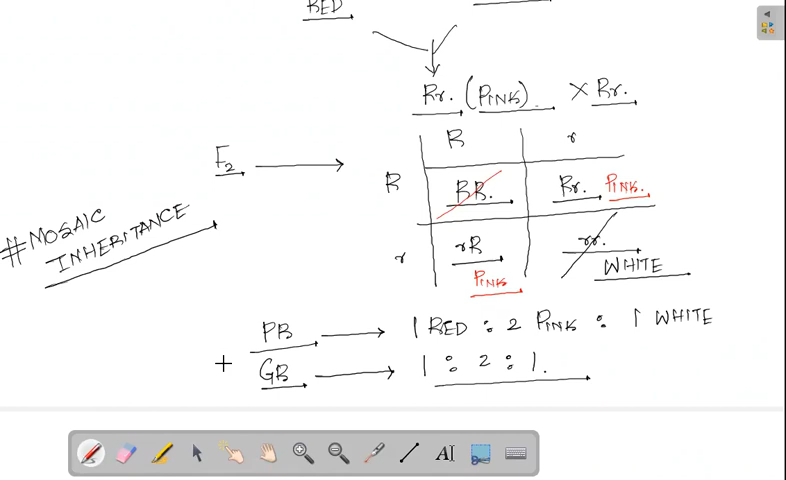 RED
Rr. (PINK) × Rr.
R r
F2
R RR. Rr. PINK.
#MOSAIC
INHERITANCE
r rR rr.
PINK WHITE
PR → 1 RED : 2 PINK : 1 WHITE
+ GR → 1 : 2 : 1.
AI